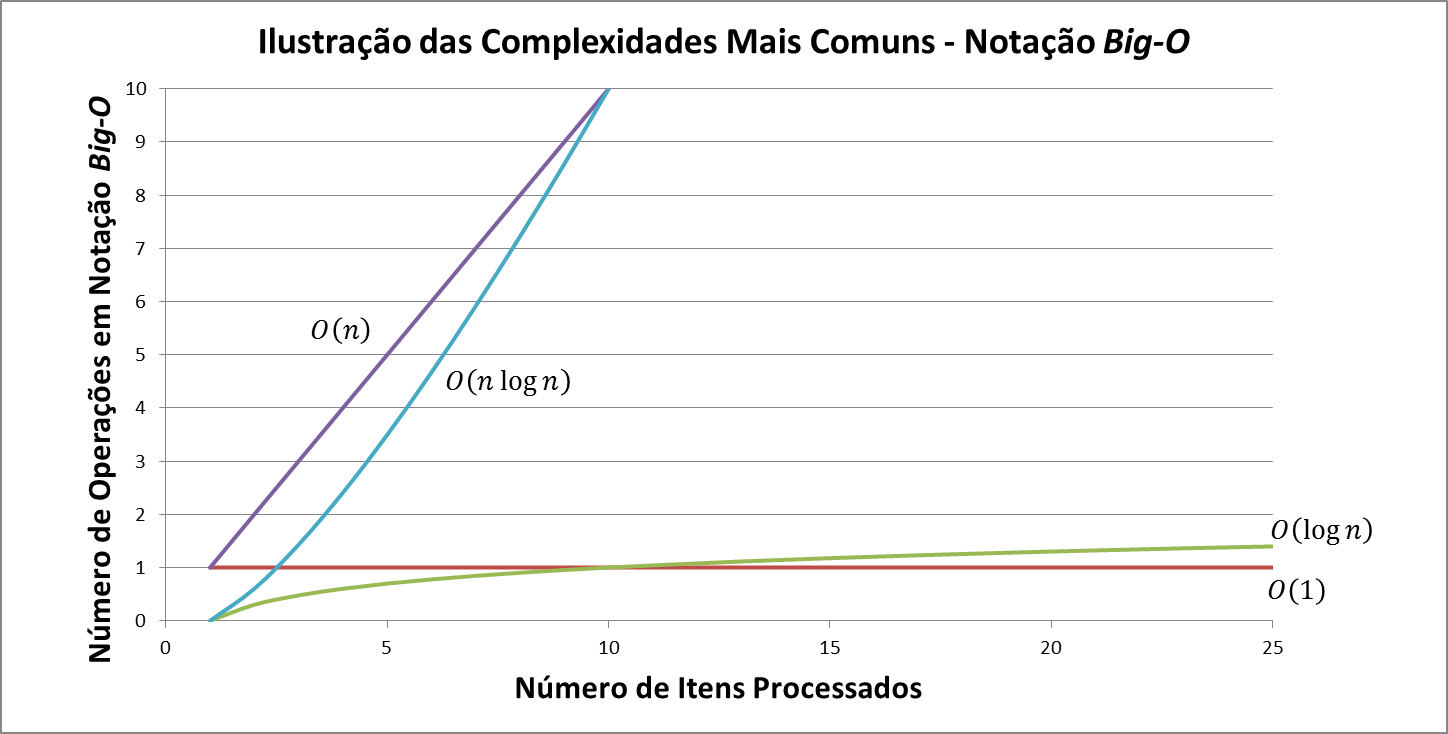 Ilustração das Complexidades Mais Comuns - Notação Big-O
Número de Operações em Notação Big-O
10
9
8
7
6
5
4
3
2
1
0
O(n)
O(n log n)
O(log n)
O(1)
0 5 10 15 20 25
Número de Itens Processados